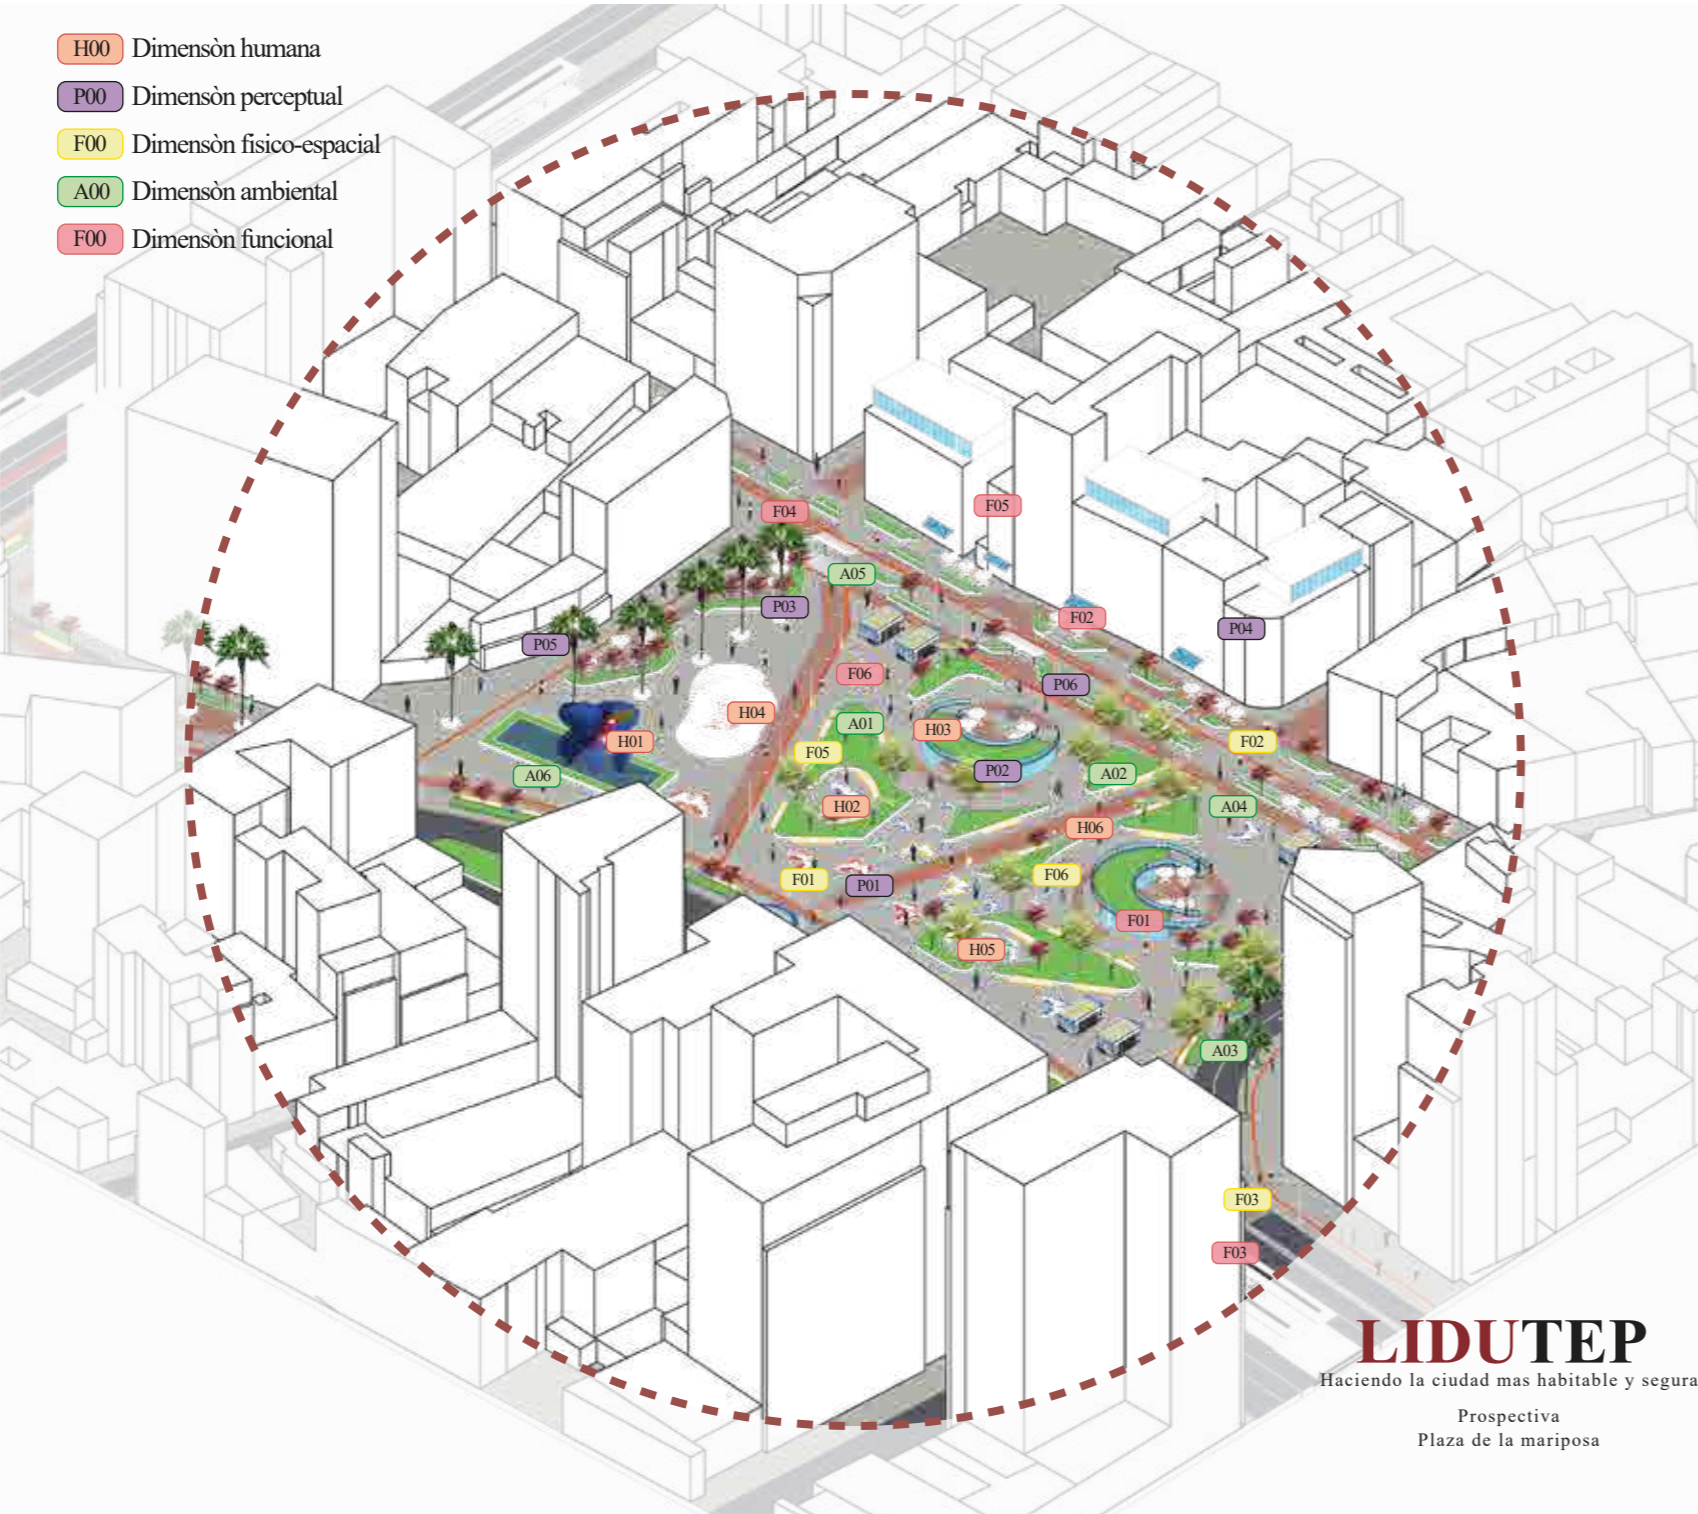 H00 Dimensòn humana
P00 Dimensòn perceptual
F00 Dimensòn fisico-espacial
A00 Dimensòn ambiental
F00 Dimensòn funcional
F05
F04
A05
P03
F02
P04
P05
F06
P06
H04
A01
H03
H01
F02
F05
P02
A02
A06
H02
A04
H06
F06
F01
P01
F01
H05
A03
F03
F03
LIDUTEP
Haciendo la ciudad mas habitable y segura
Prospectiva
Plaza de la mariposa